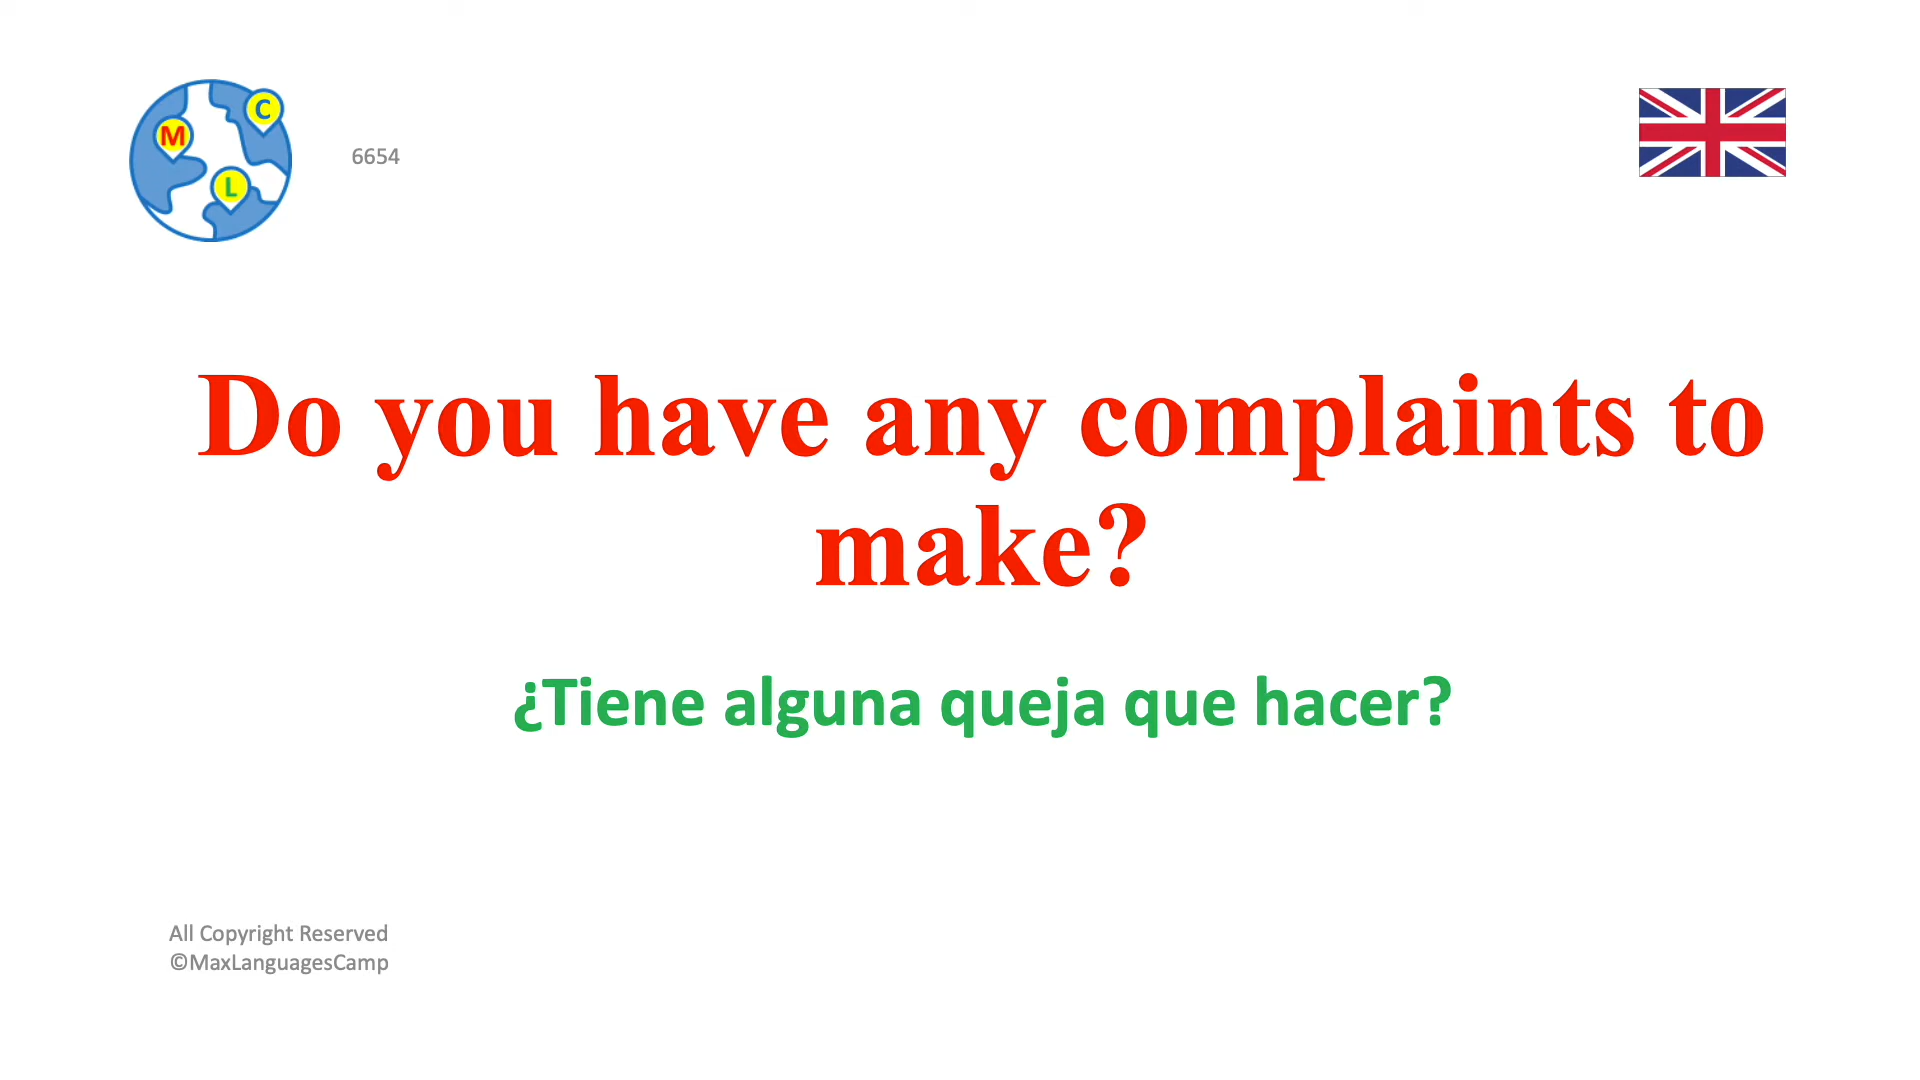 C
M
L
6654
Do you have any complaints to
make?
¿Tiene alguna queja que hacer?
All Copyright Reserved
©MaxLanguagesCamp